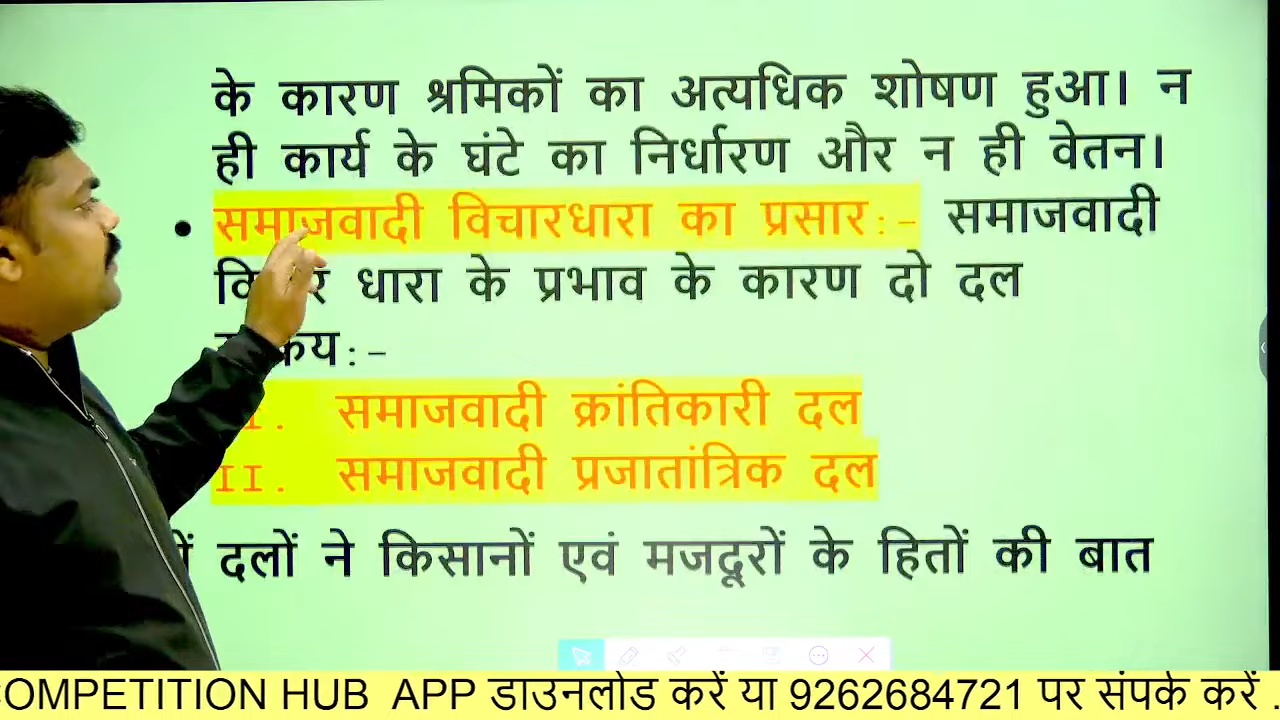 के कारण श्रमिकों का अत्यधिक शोषण हुआ। न
ही कार्य के घंटे का निर्धारण और न ही वेतन।
• समाजवादी विचारधारा का प्रसार:- समाजवादी
धारा के प्रभाव के कारण दो दल
I. समाजवादी क्रांतिकारी दल
II. समाजवादी प्रजातांत्रिक दल
दलों ने किसानों एवं मजदूरों के हितों की बात
COMPETITION HUB APP डाउनलोड करें या 9262684721 पर संपर्क करें .